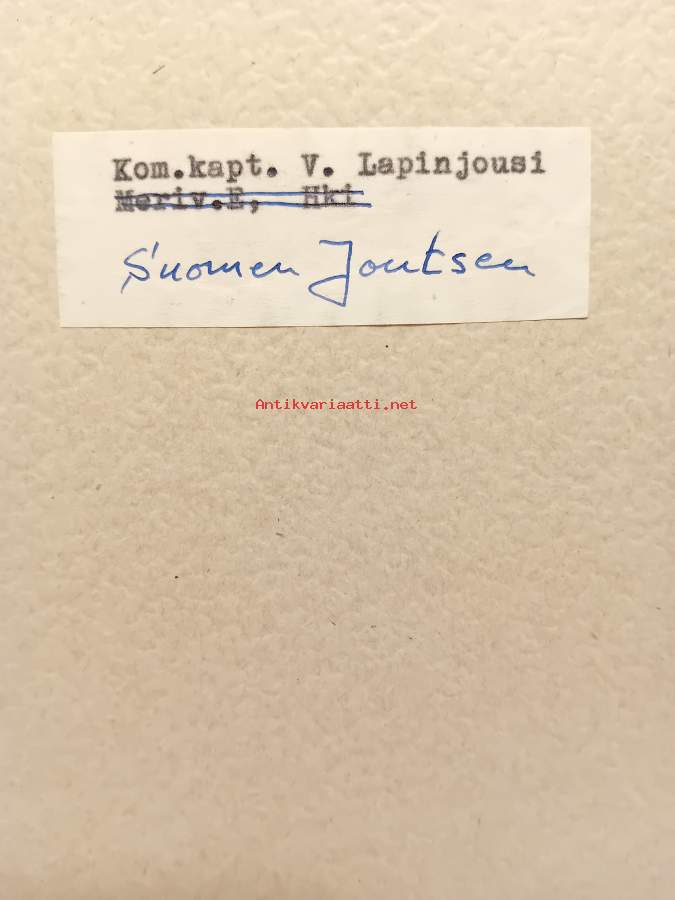 Kom.kapt. V. Lapinjousi
Meriv.E, Hki
Suomen Joutsen
Antikvariaatti.net